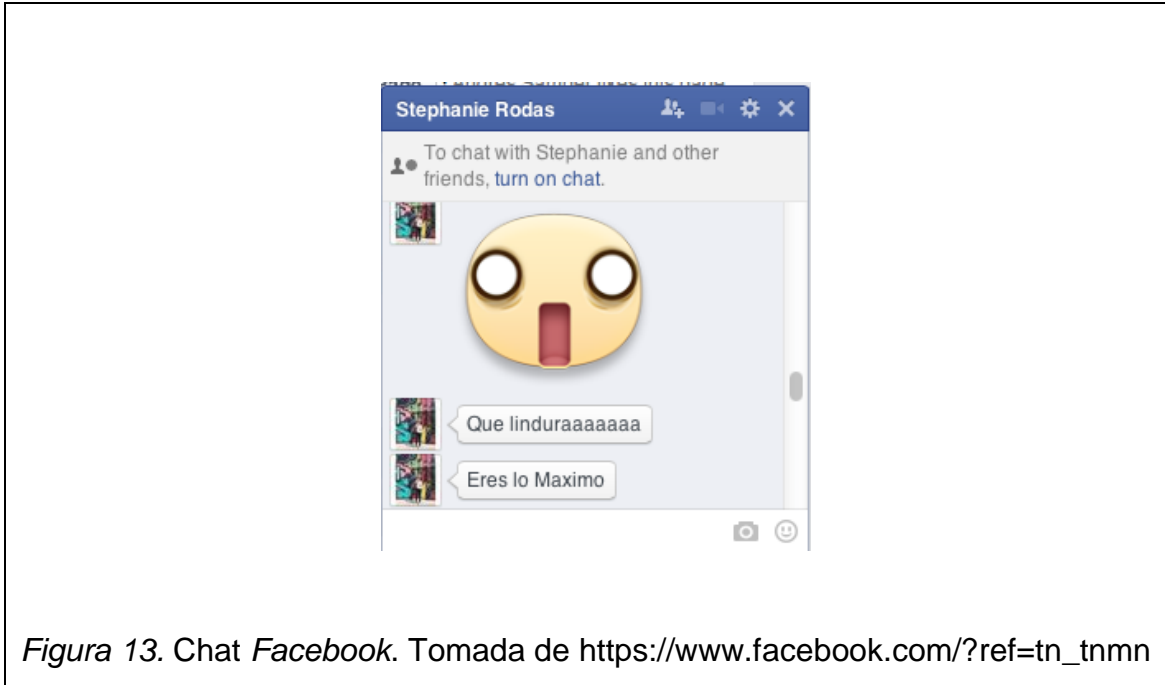 Stephanie Rodas
To chat with Stephanie and other
friends, turn on chat.
Que linduraaaaaaa
Eres lo Maximo
Figura 13. Chat Facebook. Tomada de https://www.facebook.com/?ref=tn_tnmn